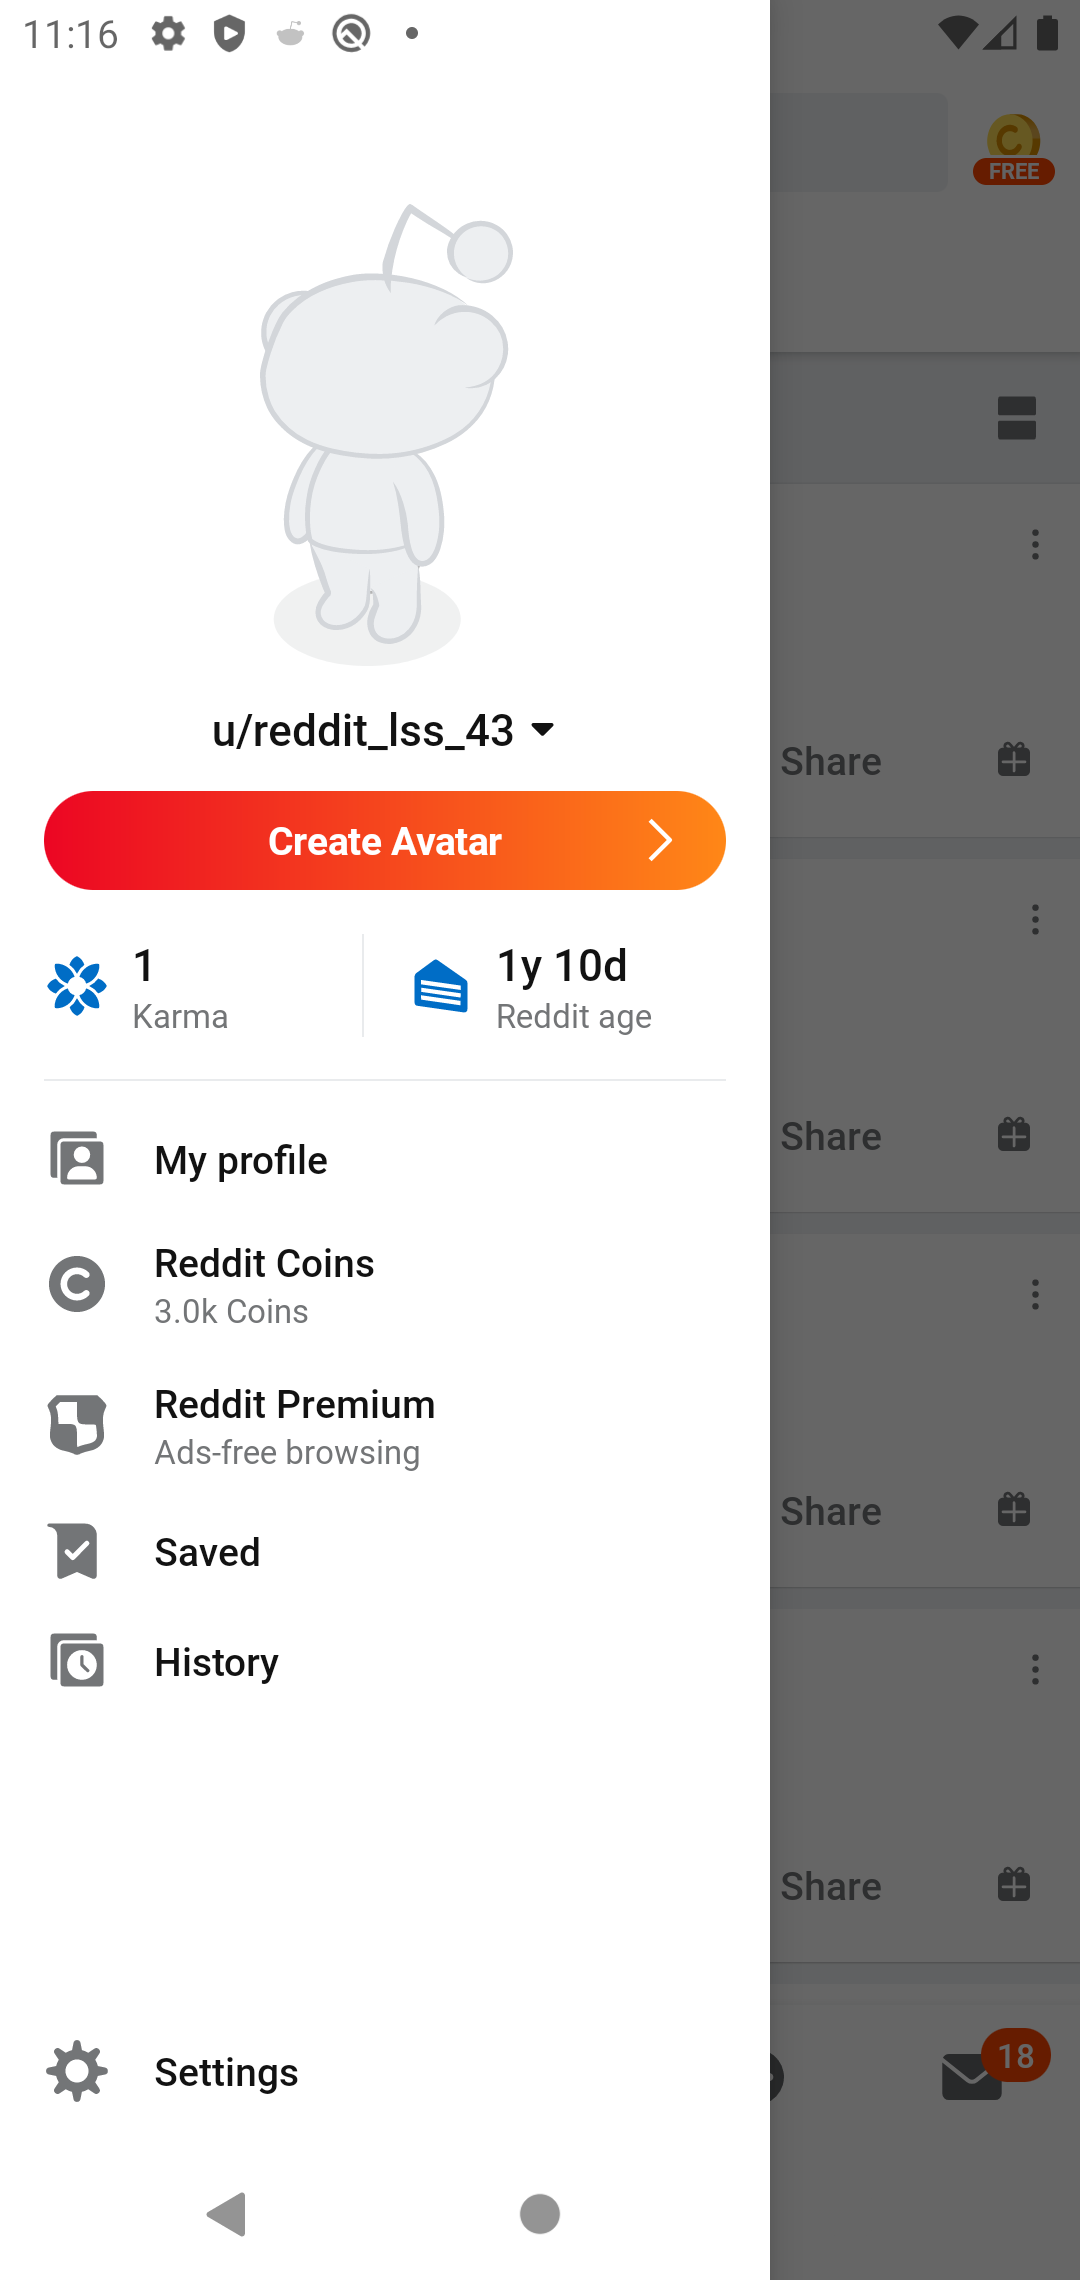 11:16
FREE
u/reddit_lss_43
Create Avatar
1
Karma
1y 10d
Reddit age
My profile
Reddit Coins
3.0k Coins
Reddit Premium
Ads-free browsing
Saved
History
Settings
Share
Share
Share
Share
18